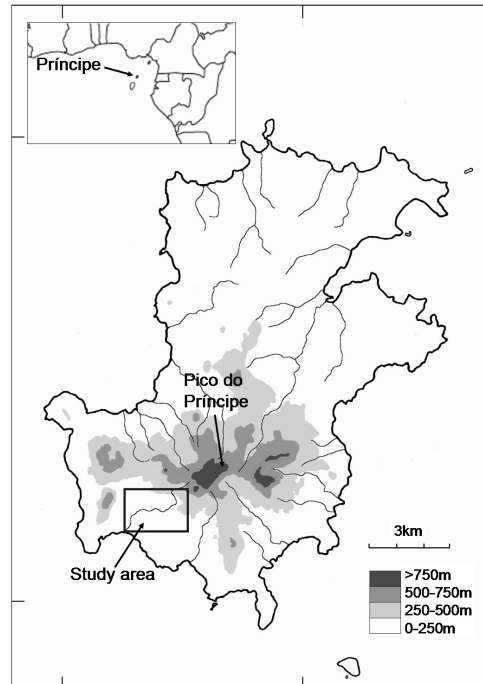 Príncipe
Pico do
Príncipe
Study area
3km
>750m
500-750m
250-500m
0-250m